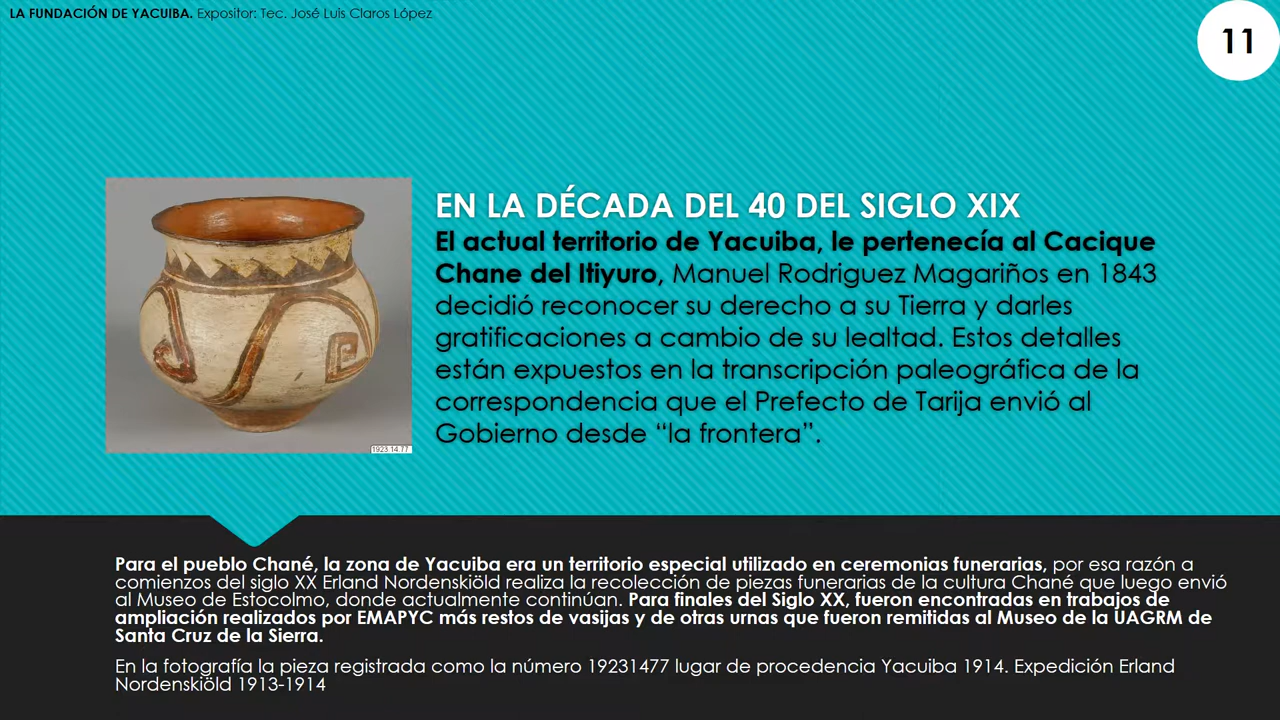 LA FUNDACIÓN DE YACUIBA. Expositor: Tec. José Luis Claros López
11
EN LA DÉCADA DEL 40 DEL SIGLO XIX
El actual territorio de Yacuiba, le pertenecía al Cacique
Chane del Itiyuro, Manuel Rodriguez Magariños en 1843
decidió reconocer su derecho a su Tierra y darles
gratificaciones a cambio de su lealtad. Estos detalles
están expuestos en la transcripción paleográfica de la
correspondencia que el Prefecto de Tarija envió al
Gobierno desde “la frontera”.
1923.14.77
Para el pueblo Chané, la zona de Yacuiba era un territorio especial utilizado en ceremonias funerarias, por esa razón a
comienzos del siglo XX Erland Nordenskiöld realiza la recolección de piezas funerarias de la cultura Chané que luego envió
al Museo de Estocolmo, donde actualmente continúan. Para finales del Siglo XX, fueron encontradas en trabajos de
ampliación realizados por EMAPYC más restos de vasijas y de otras urnas que fueron remitidas al Museo de la UAGRM de
Santa Cruz de la Sierra.
En la fotografía la pieza registrada como la número 19231477 lugar de procedencia Yacuiba 1914. Expedición Erland
Nordenskiöld 1913-1914